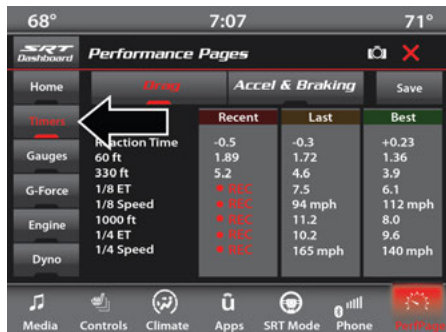 68° 7:07 71°
SRT Dashboard Performance Pages
Home Drag Accel & Braking Save
Timers Recent Last Best
Reaction Time -0.5 -0.3 +0.23
Gauges 60 ft 1.89 1.72 1.36
330 ft 5.2 4.6 3.9
G-Force 1/8 ET REC 7.5 6.1
1/8 Speed REC 94 mph 112 mph
Engine 1000 ft REC 11.2 8.0
1/4 ET REC 10.2 9.6
1/4 Speed REC 165 mph 140 mph
Dyno
Media Controls Climate Apps SRT Mode Phone PerfPage